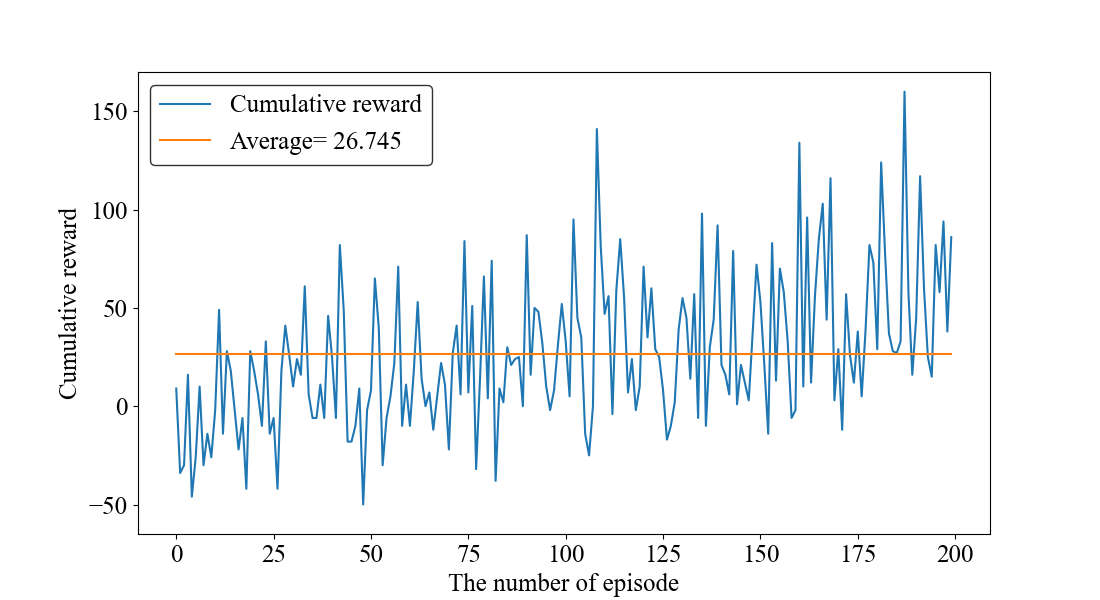 Cumulative reward
Average= 26.745
Cumulative reward
150
100
50
0
−50
0 25 50 75 100 125 150 175 200
The number of episode